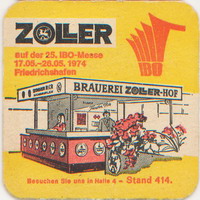 ZOLLER
auf der 25. IBO-Messe
17.05.-26.05. 1974
Friedrichshafen
IBO
BRAUEREI ZOLLER-HOF
Besuchen Sie uns in Halle 4 - Stand 414.